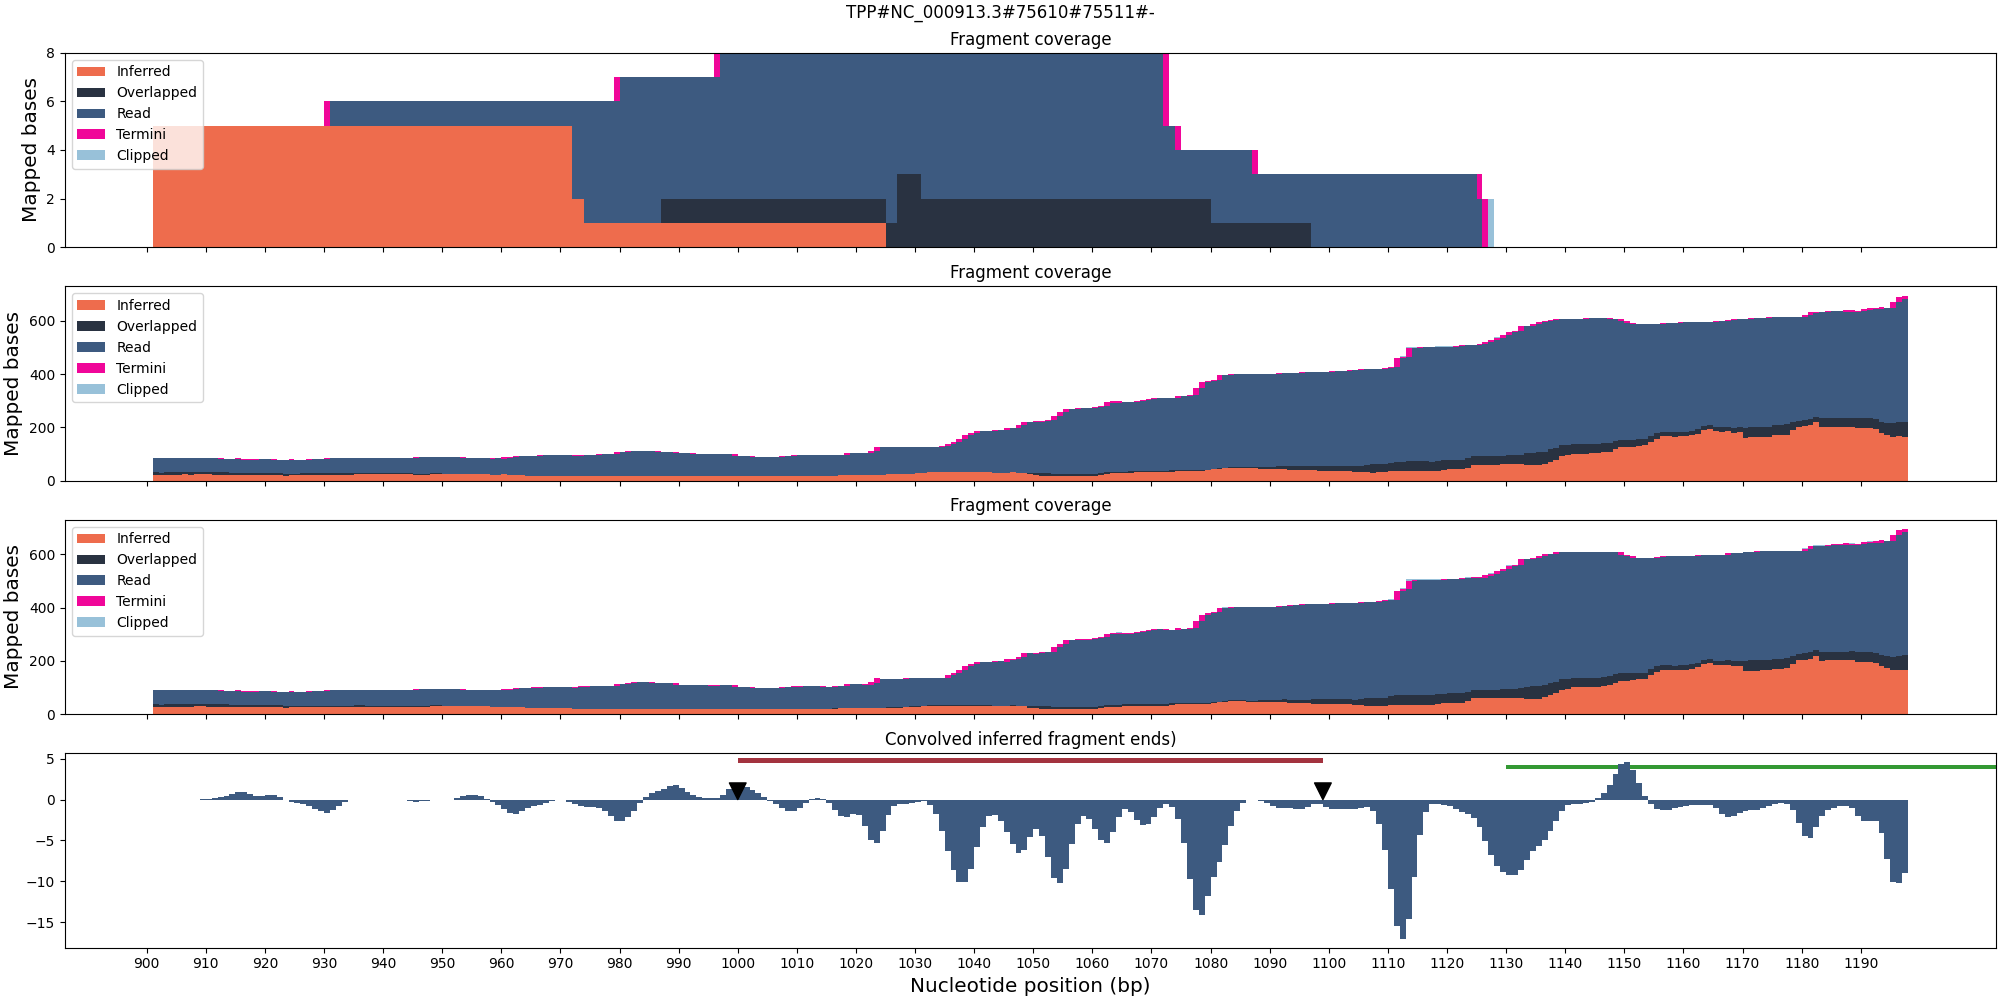 TPP#NC_000913.3#75610#75511#-
Fragment coverage
Mapped bases
8
6
4
2
0
Inferred
Overlapped
Read
Termini
Clipped
Fragment coverage
Mapped bases
600
400
200
0
Inferred
Overlapped
Read
Termini
Clipped
Fragment coverage
Mapped bases
600
400
200
0
Inferred
Overlapped
Read
Termini
Clipped
Convolved inferred fragment ends)
5
0
−5
−10
−15
900 910 920 930 940 950 960 970 980 990 1000 1010 1020 1030 1040 1050 1060 1070 1080 1090 1100 1110 1120 1130 1140 1150 1160 1170 1180 1190
Nucleotide position (bp)